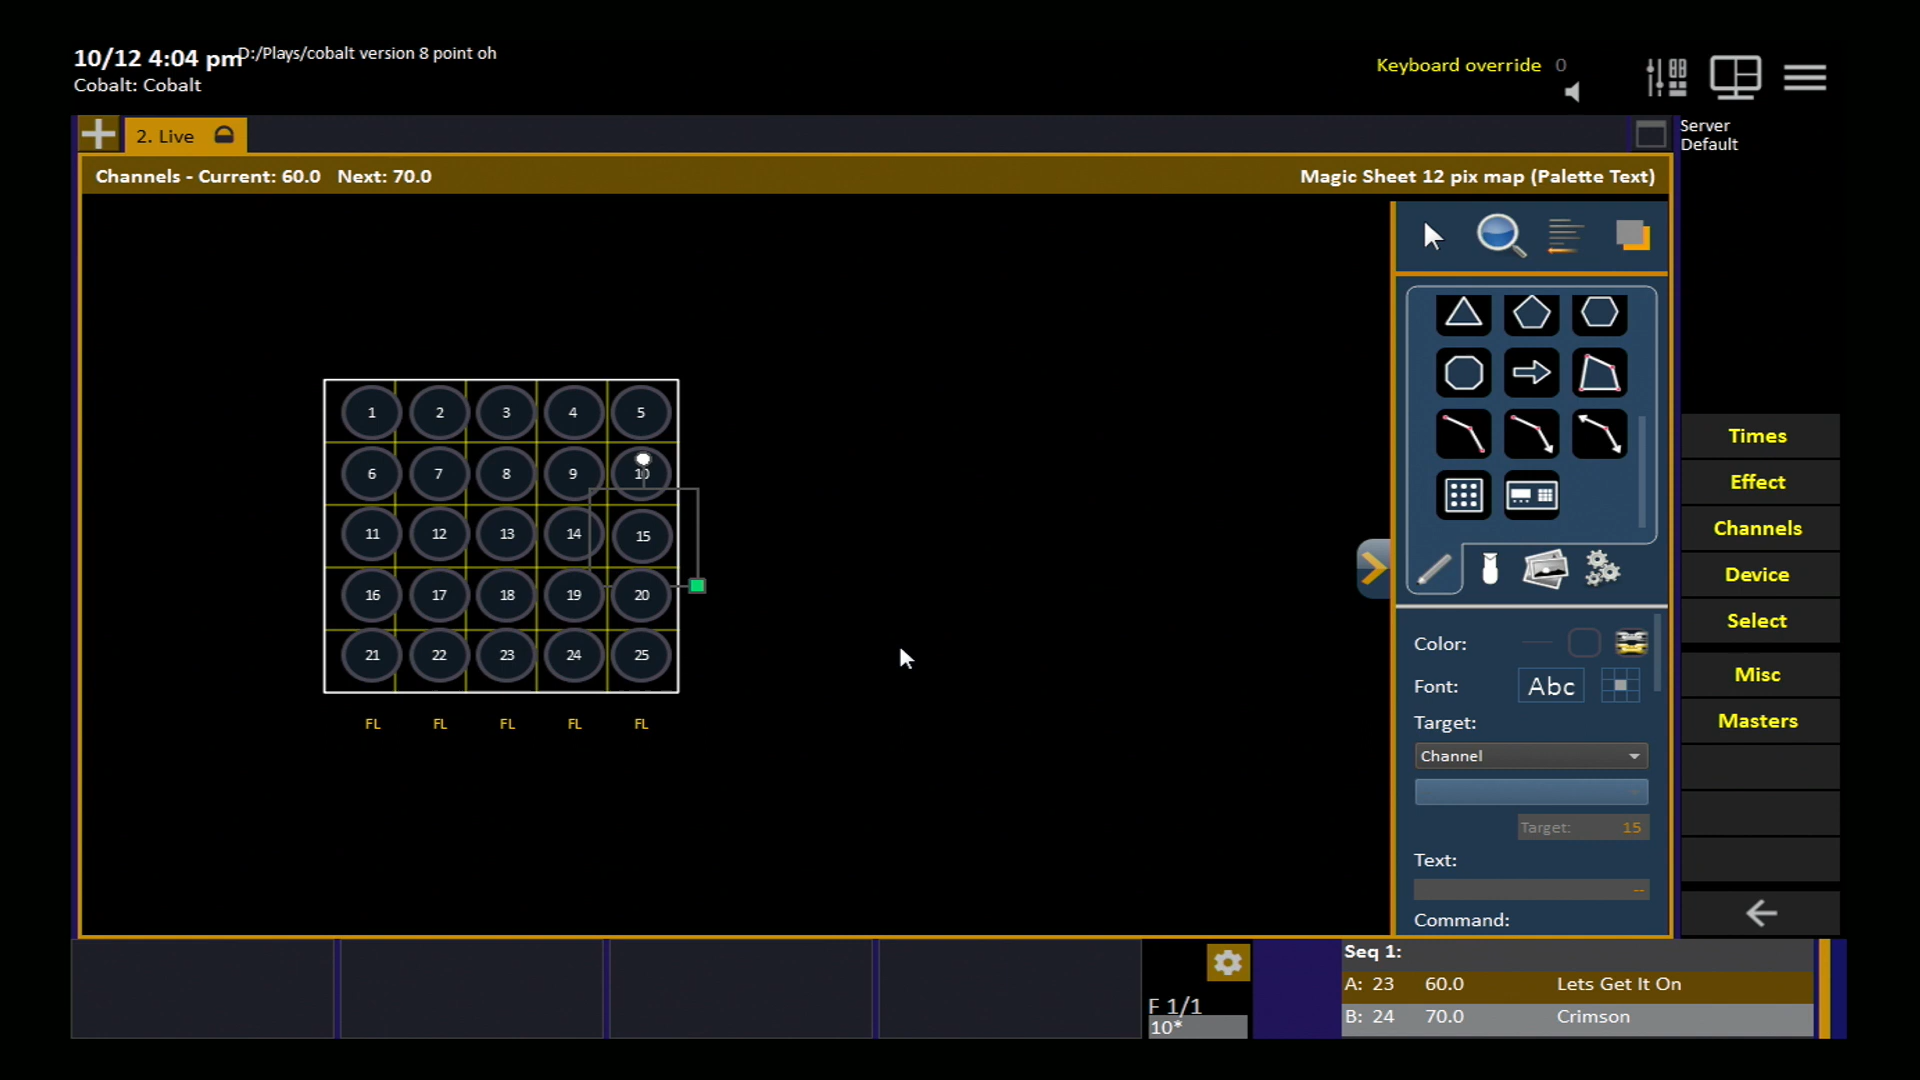 10/12 4:04 pm D:/Plays/cobalt version 8 point oh
Cobalt: Cobalt
Keyboard override 0
2. Live
Server
Default
Channels - Current: 60.0 Next: 70.0
Magic Sheet 12 pix map (Palette Text)
1 2 3 4 5
6 7 8 9 10
11 12 13 14 15
16 17 18 19 20
21 22 23 24 25
FL FL FL FL FL
Color:
Font: Abc
Target:
Channel
Target: 15
Text:
--
Command:
Times
Effect
Channels
Device
Select
Misc
Masters
F 1/1
10*
Seq 1:
A: 23 60.0 Lets Get It On
B: 24 70.0 Crimson